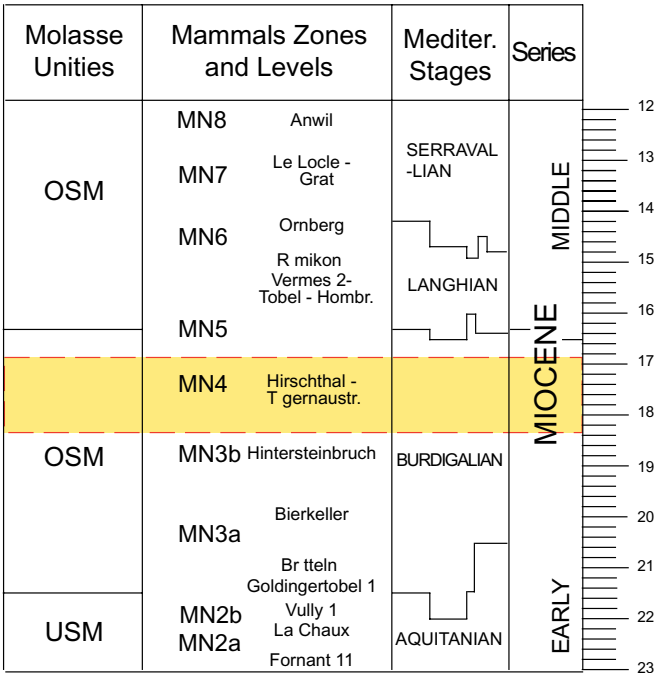 Molasse
Unities
Mammals Zones
and Levels
Mediter.
Stages
Series
OSM
OSM
USM
MN8
Anwil
MN7
Le Locle -
Grat
MN6
Ornberg
R mikon
Vermes 2-
Tobel - Hombr.
MN5
MN4
Hirschthal -
T gernaustr.
MN3b
Hintersteinbruch
Bierkeller
MN3a
Br tteln
Goldingertobel 1
MN2b
Vully 1
La Chaux
MN2a
Fornant 11
SERRAVAL
-LIAN
LANGHIAN
BURDIGALIAN
AQUITANIAN
MIDDLE
MIOCENE
EARLY
12
13
14
15
16
17
18
19
20
21
22
23